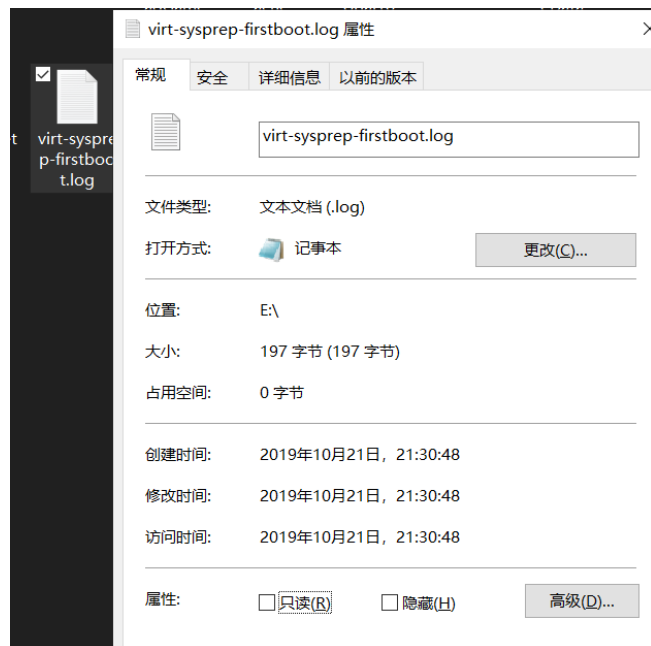 virt-sysprep-firstboot.log 属性
常规 安全 详细信息 以前的版本
t
virt-syspre
p-firstboo
t.log
virt-sysprep-firstboot.log
文件类型: 文本文档 (.log)
打开方式: 记事本 更改(C)...
位置: E:\
大小: 197 字节 (197 字节)
占用空间: 0 字节
创建时间: 2019年10月21日，21:30:48
修改时间: 2019年10月21日，21:30:48
访问时间: 2019年10月21日，21:30:48
属性: 只读(R) 隐藏(H) 高级(D)...